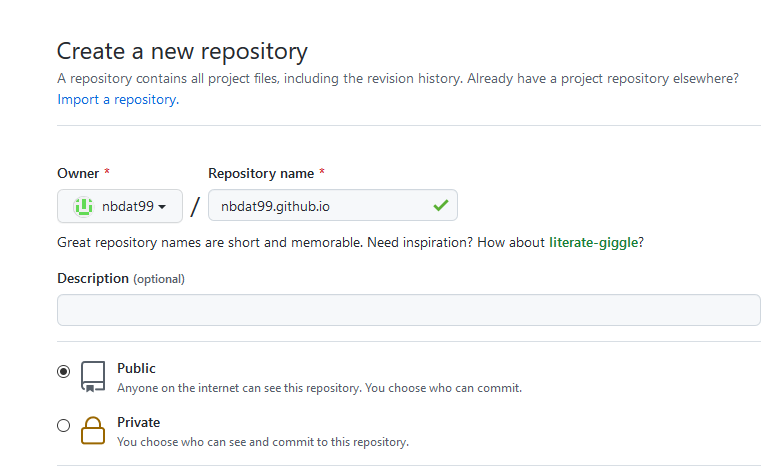 Create a new repository
A repository contains all project files, including the revision history. Already have a project repository elsewhere?
Import a repository.
Owner * Repository name *
nbdat99 / nbdat99.github.io
Great repository names are short and memorable. Need inspiration? How about literate-giggle?
Description (optional)
Public
Anyone on the internet can see this repository. You choose who can commit.
Private
You choose who can see and commit to this repository.